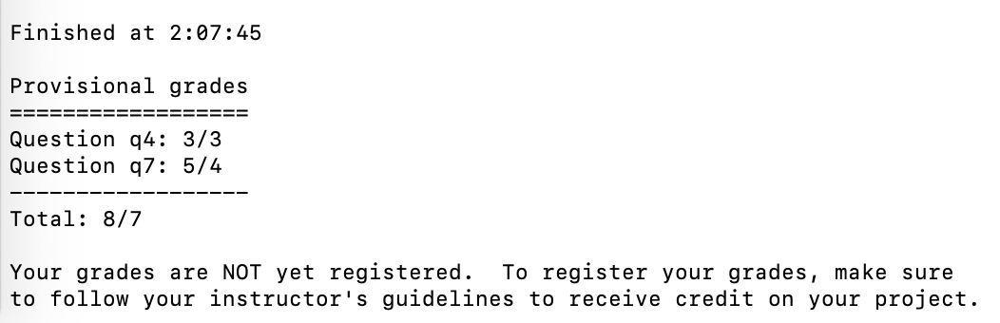 Finished at 2:07:45
Provisional grades
==================
Question q4: 3/3
Question q7: 5/4
------------------
Total: 8/7
Your grades are NOT yet registered.  To register your grades, make sure
to follow your instructor's guidelines to receive credit on your project.